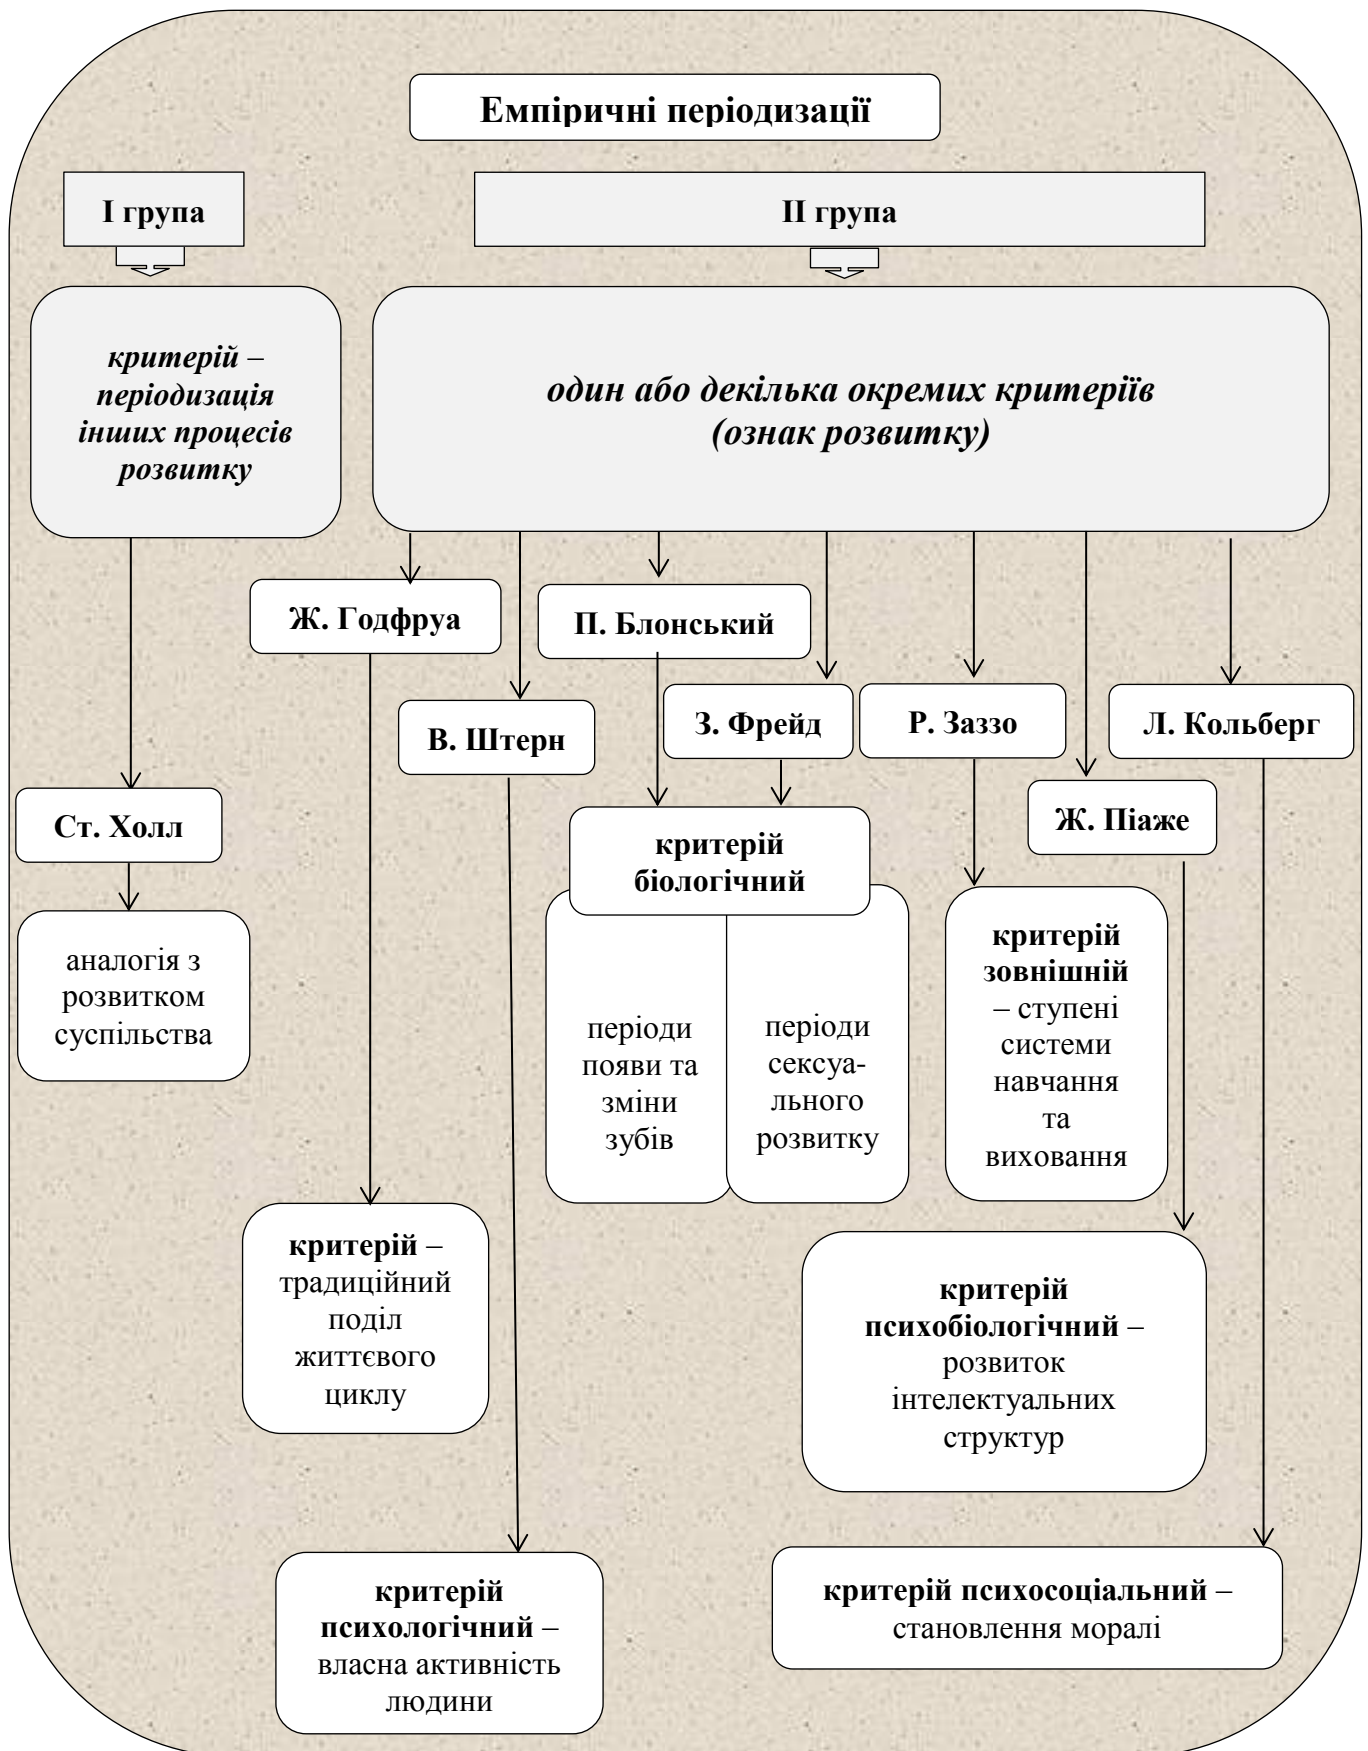 Емпіричні періодизації
І група
ІІ група
критерій –
періодизація
інших процесів
розвитку
один або декілька окремих критеріїв
(ознак розвитку)
Ж. Годфруа
П. Блонський
В. Штерн
З. Фрейд
Р. Заззо
Л. Кольберг
Ст. Холл
Ж. Піаже
аналогія з
розвитком
суспільства
критерій
біологічний
періоди
появи та
зміни
зубів
періоди
сексуа-
льного
розвитку
критерій
зовнішній
– ступені
системи
навчання
та
виховання
критерій –
традиційний
поділ
життєвого
циклу
критерій
психобіологічний –
розвиток
інтелектуальних
структур
критерій
психологічний –
власна активність
людини
критерій психосоціальний –
становлення моралі